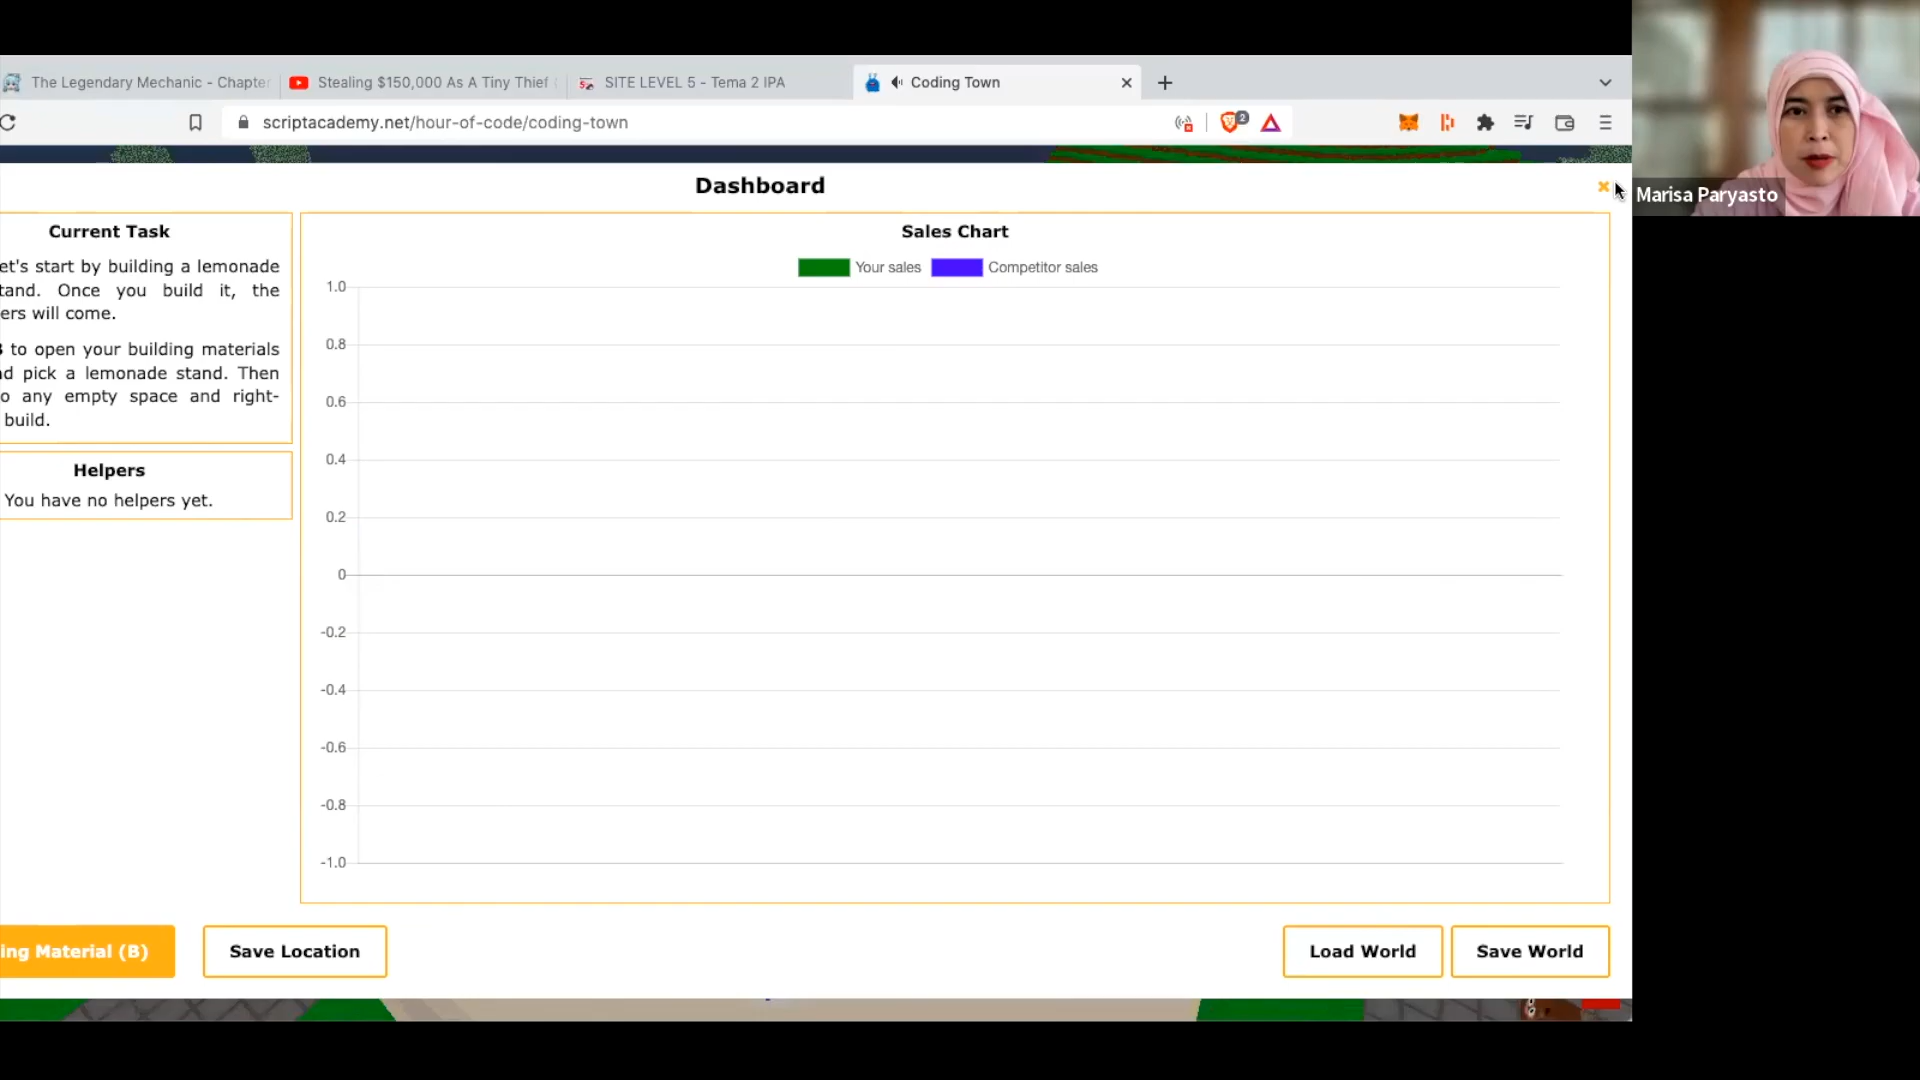 The Legendary Mechanic - Chapter
Stealing $150,000 As A Tiny Thief
SITE LEVEL 5 - Tema 2 IPA
Coding Town
scriptacademy.net/hour-of-code/coding-town
2
Marisa Paryasto
Dashboard
Current Task
et's start by building a lemonade
tand. Once you build it, the
ers will come.
to open your building materials
d pick a lemonade stand. Then
o any empty space and right-
build.
Helpers
You have no helpers yet.
Sales Chart
Your sales Competitor sales
1.0
0.8
0.6
0.4
0.2
0
-0.2
-0.4
-0.6
-0.8
-1.0
ing Material (B)
Save Location
Load World
Save World